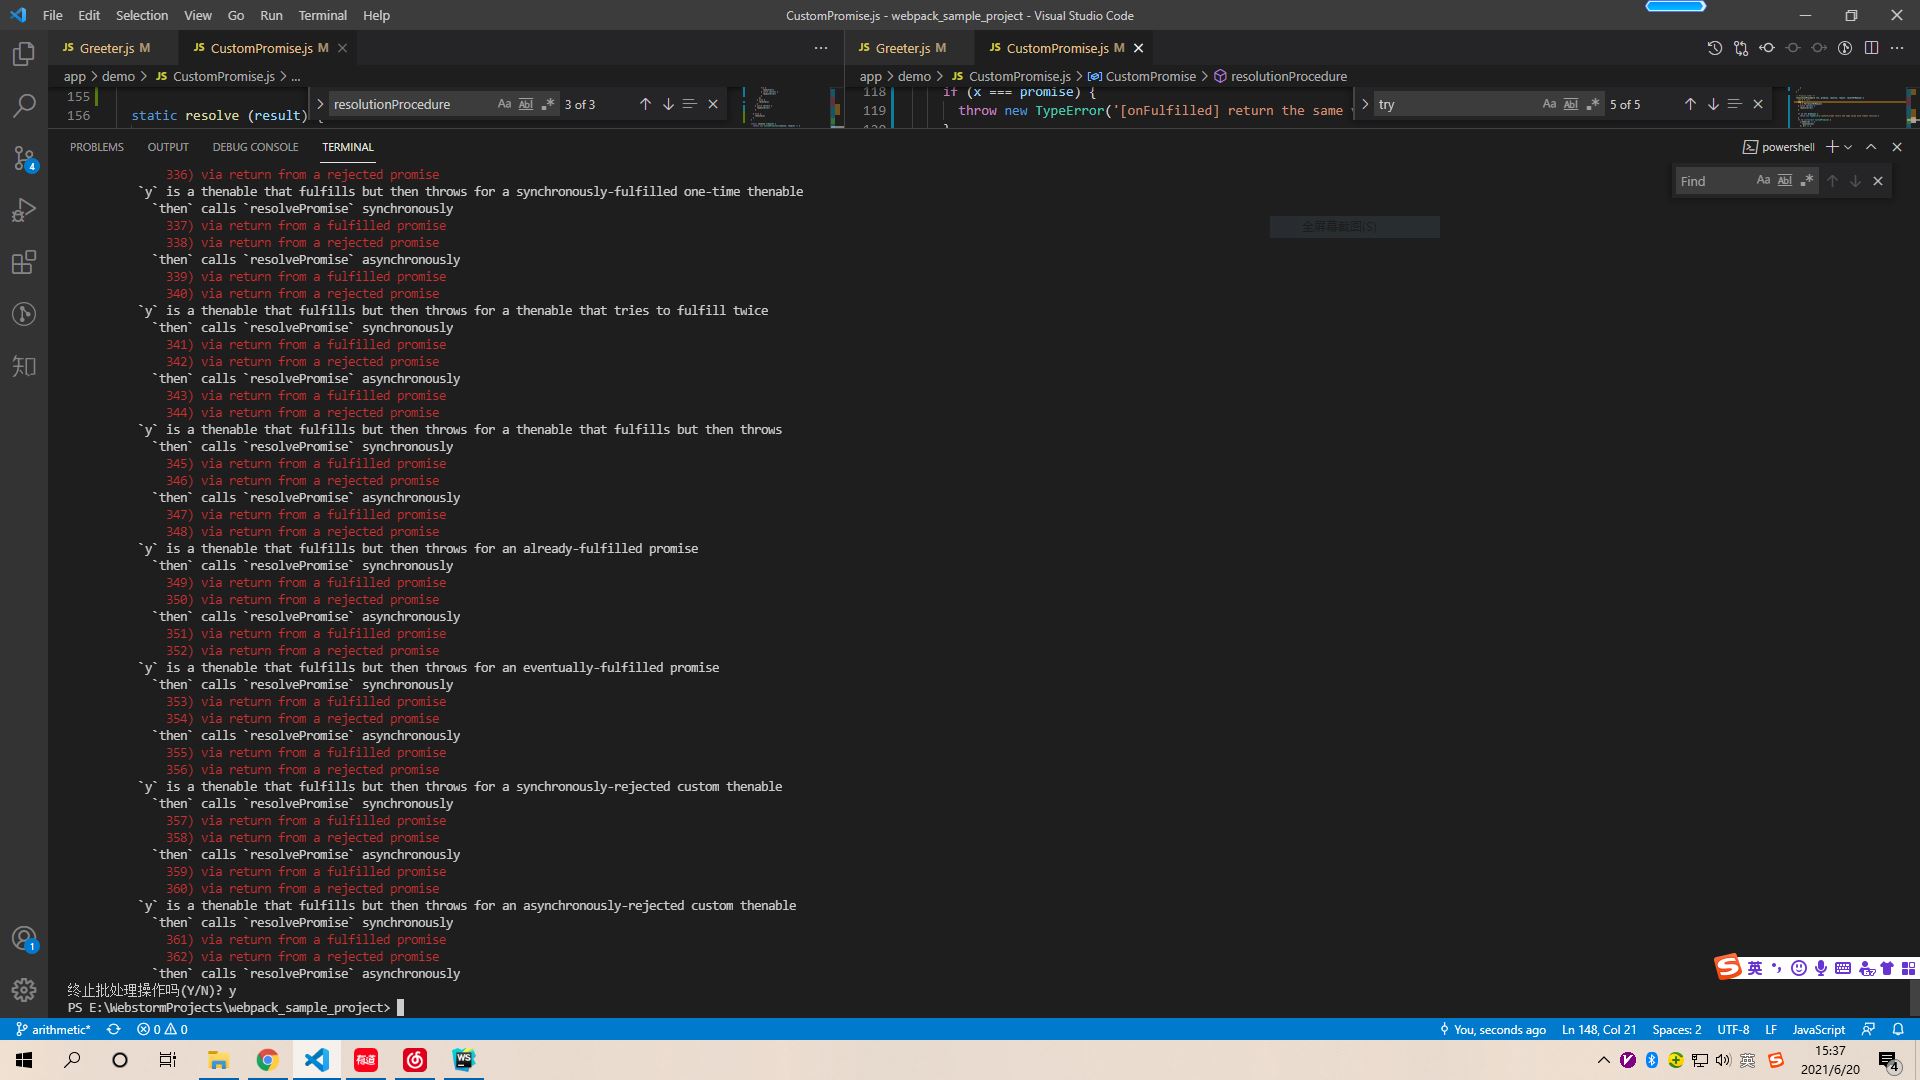 File Edit Selection View Go Run Terminal Help CustomPromise.js - webpack_sample_project - Visual Studio Code
JS Greeter.js M JS CustomPromise.js M
JS Greeter.js M JS CustomPromise.js M
app > demo > JS CustomPromise.js > ...
app > demo > JS CustomPromise.js > CustomPromise > resolutionProcedure
155
156 static resolve (result) {
resolutionProcedure Aa Abl .* 3 of 3
118 if (x === promise) {
119 throw new TypeError('[onFulfilled] return the same
try Aa Abl .* 5 of 5
PROBLEMS OUTPUT DEBUG CONSOLE TERMINAL
powershell
Find Aa Abl .*
全屏幕截图(S)
336) via return from a rejected promise
`y` is a thenable that fulfills but then throws for a synchronously-fulfilled one-time thenable
`then` calls `resolvePromise` synchronously
337) via return from a fulfilled promise
338) via return from a rejected promise
`then` calls `resolvePromise` asynchronously
339) via return from a fulfilled promise
340) via return from a rejected promise
`y` is a thenable that fulfills but then throws for a thenable that tries to fulfill twice
`then` calls `resolvePromise` synchronously
341) via return from a fulfilled promise
342) via return from a rejected promise
`then` calls `resolvePromise` asynchronously
343) via return from a fulfilled promise
344) via return from a rejected promise
`y` is a thenable that fulfills but then throws for a thenable that fulfills but then throws
`then` calls `resolvePromise` synchronously
345) via return from a fulfilled promise
346) via return from a rejected promise
`then` calls `resolvePromise` asynchronously
347) via return from a fulfilled promise
348) via return from a rejected promise
`y` is a thenable that fulfills but then throws for an already-fulfilled promise
`then` calls `resolvePromise` synchronously
349) via return from a fulfilled promise
350) via return from a rejected promise
`then` calls `resolvePromise` asynchronously
351) via return from a fulfilled promise
352) via return from a rejected promise
`y` is a thenable that fulfills but then throws for an eventually-fulfilled promise
`then` calls `resolvePromise` synchronously
353) via return from a fulfilled promise
354) via return from a rejected promise
`then` calls `resolvePromise` asynchronously
355) via return from a fulfilled promise
356) via return from a rejected promise
`y` is a thenable that fulfills but then throws for a synchronously-rejected custom thenable
`then` calls `resolvePromise` synchronously
357) via return from a fulfilled promise
358) via return from a rejected promise
`then` calls `resolvePromise` asynchronously
359) via return from a fulfilled promise
360) via return from a rejected promise
`y` is a thenable that fulfills but then throws for an asynchronously-rejected custom thenable
`then` calls `resolvePromise` synchronously
361) via return from a fulfilled promise
362) via return from a rejected promise
`then` calls `resolvePromise` asynchronously
终止批处理操作吗(Y/N)? y
PS E:\WebstormProjects\webpack_sample_project>
知
4
1
S 英
arithmetic* 0 0 You, seconds ago Ln 148, Col 21 Spaces: 2 UTF-8 LF JavaScript
有道 WS 英 S 15:37
2021/6/20 4